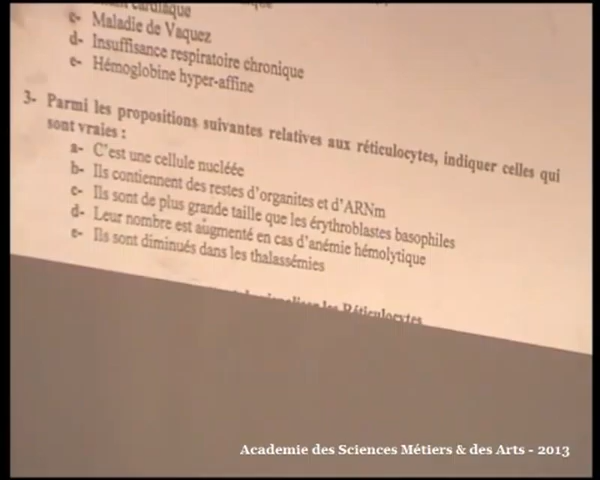 cardiaque
c- Maladie de Vaquez
d- Insuffisance respiratoire chronique
e- Hémoglobine hyper-affine
3- Parmi les propositions suivantes relatives aux réticulocytes, indiquer celles qui
sont vraies :
a- C'est une cellule nucléée
b- Ils contiennent des restes d'organites et d'ARNm
c- Ils sont de plus grande taille que les érythroblastes basophiles
d- Leur nombre est augmenté en cas d'anémie hémolytique
e- Ils sont diminués dans les thalassémies
les Réticulocytes
Academie des Sciences Métiers & des Arts - 2013